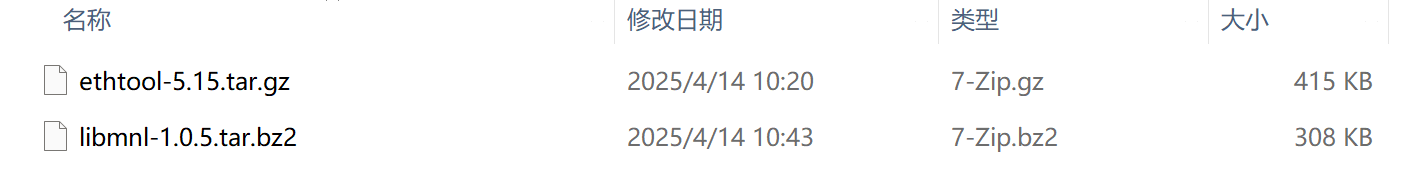 名称 修改日期 类型 大小
ethtool-5.15.tar.gz 2025/4/14 10:20 7-Zip.gz 415 KB
libmnl-1.0.5.tar.bz2 2025/4/14 10:43 7-Zip.bz2 308 KB